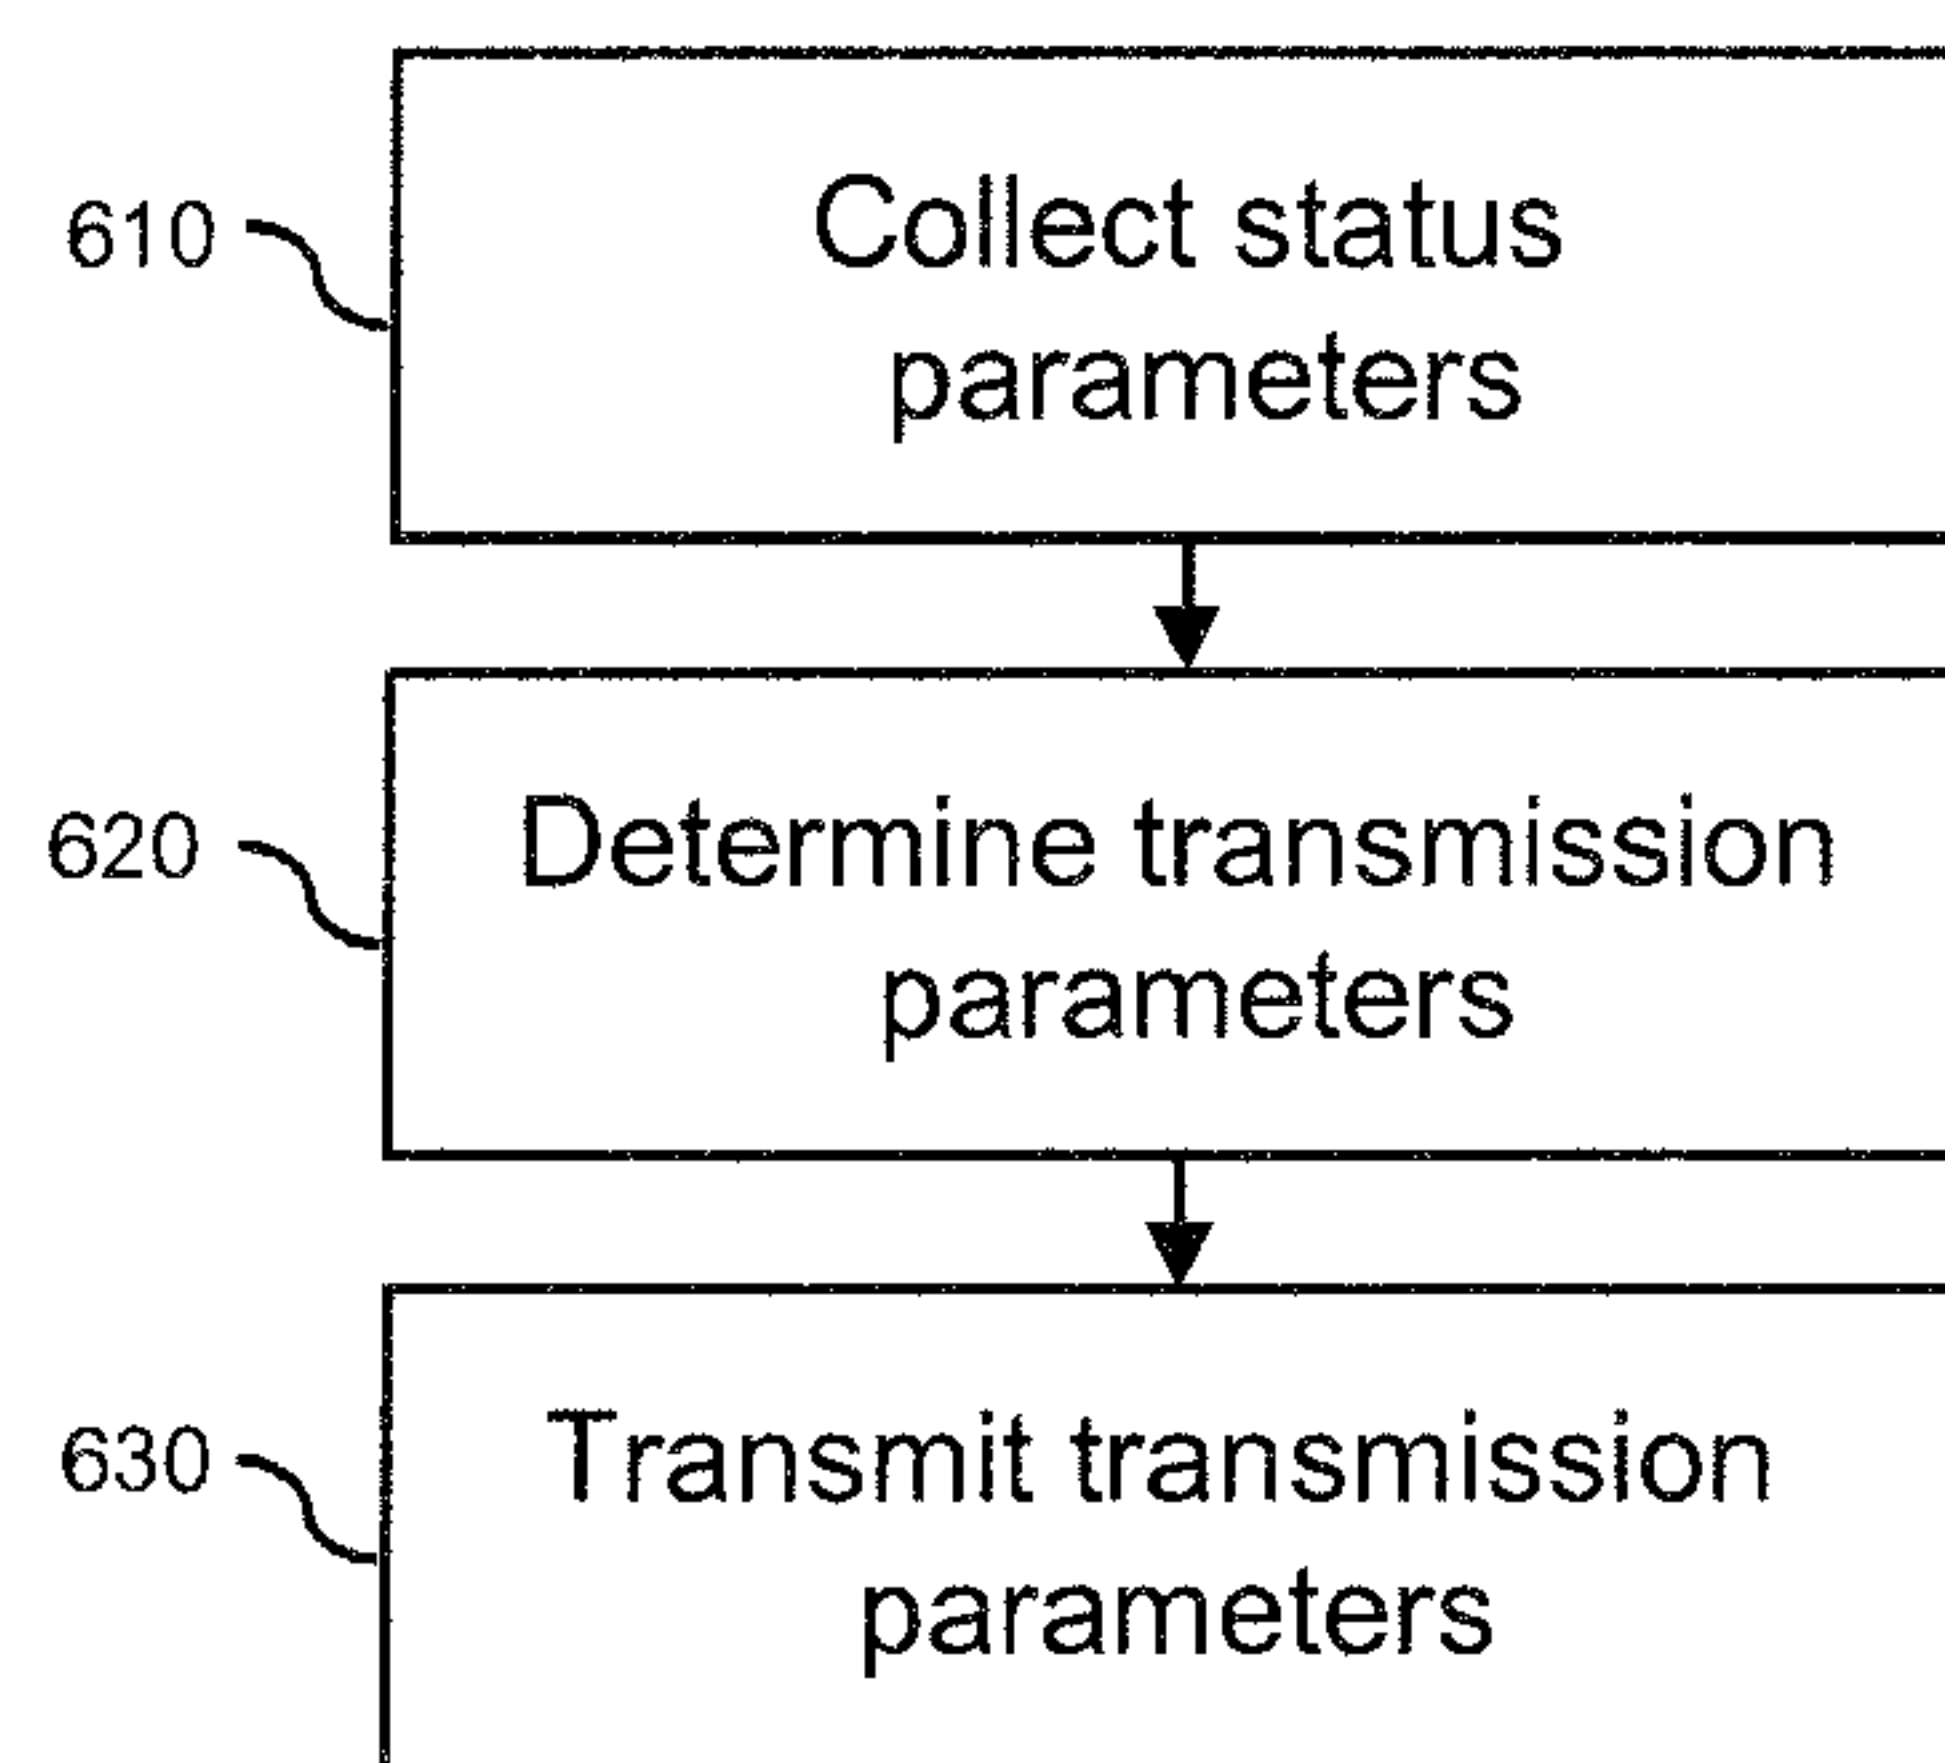 610
Collect status
parameters
620
Determine transmission
parameters
630
Transmit transmission
parameters